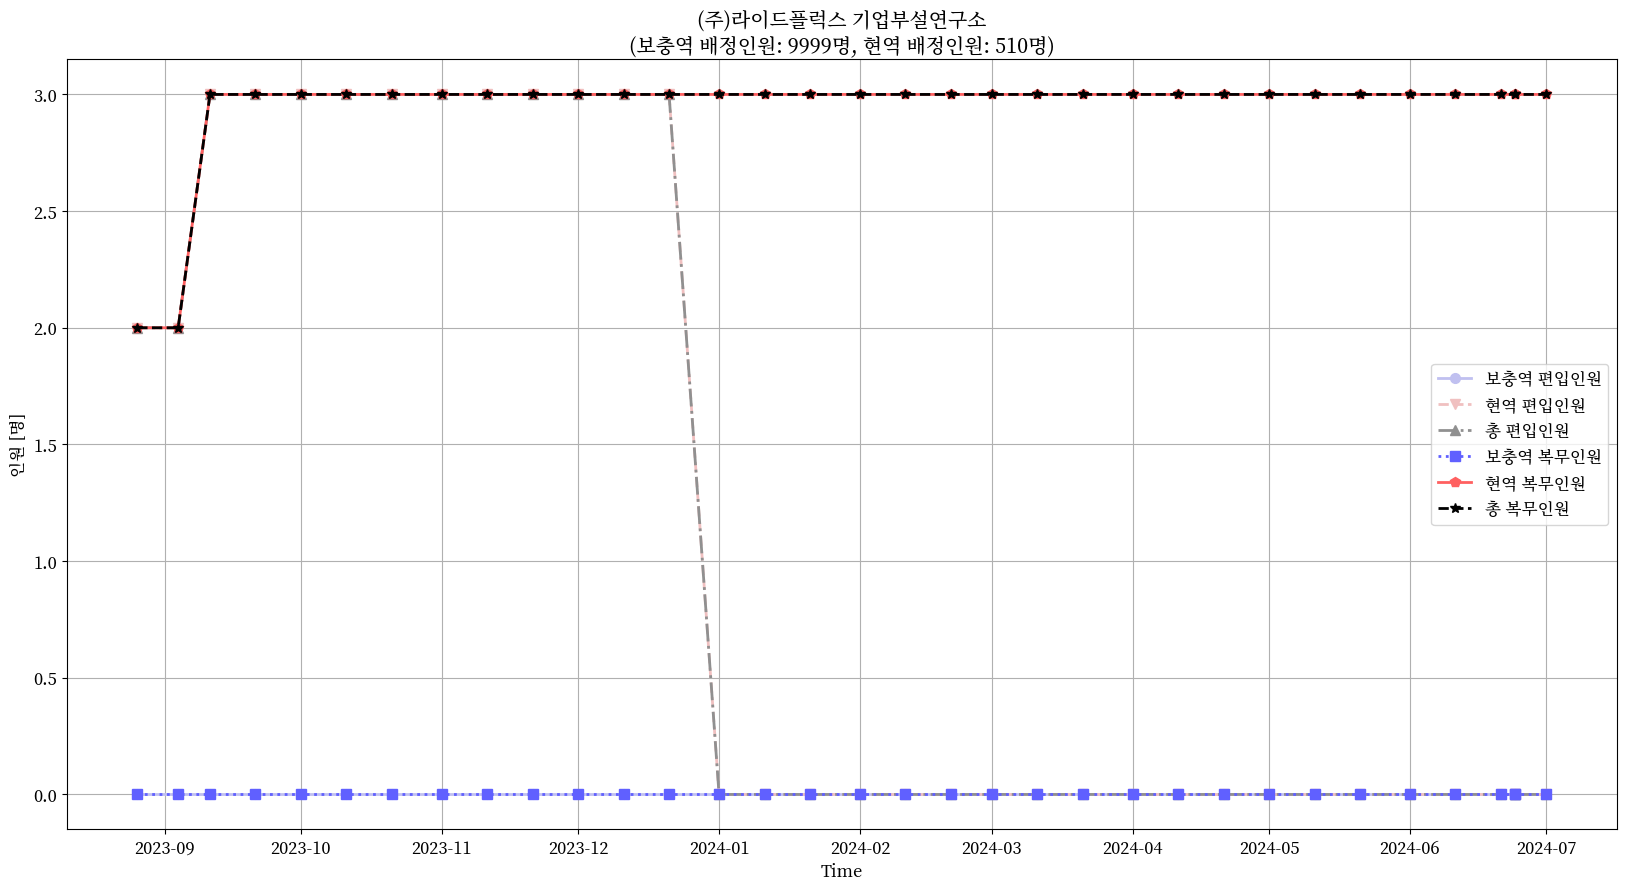 (주)라이드플럭스 기업부설연구소
(보충역 배정인원: 9999명, 현역 배정인원: 510명)
인원 [명]
3.0
2.5
2.0
1.5
1.0
0.5
0.0
보충역 편입인원
현역 편입인원
총 편입인원
보충역 복무인원
현역 복무인원
총 복무인원
2023-09 2023-10 2023-11 2023-12 2024-01 2024-02 2024-03 2024-04 2024-05 2024-06 2024-07
Time